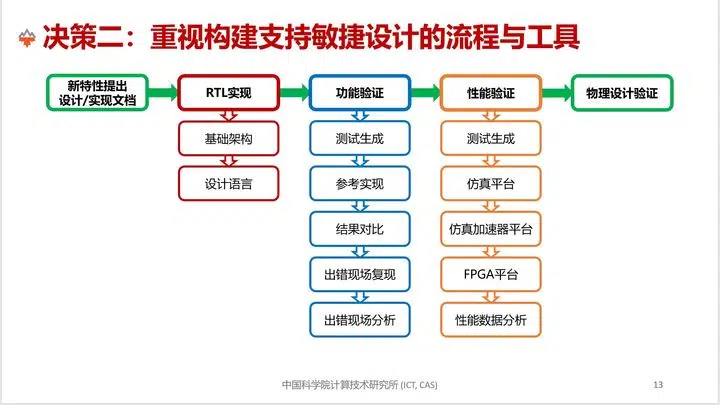 决策二：重视构建支持敏捷设计的流程与工具
新特性提出
设计/实现文档
RTL实现
功能验证
性能验证
物理设计验证
基础架构
设计语言
测试生成
参考实现
结果对比
出错现场复现
出错现场分析
测试生成
仿真平台
仿真加速器平台
FPGA平台
性能数据分析
中国科学院计算技术研究所 (ICT, CAS)
13